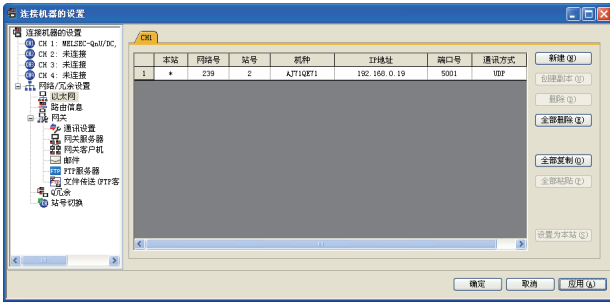 连接机器的设置
连接机器的设置
CH 1: MELSEC-QnU/DC,
CH 2: 未连接
CH 3: 未连接
CH 4: 未连接
网络/冗余设置
以太网
路由信息
网关
通讯设置
网关服务器
网关客户机
邮件
FTP服务器
文件传送(FTP客
Q冗余
站号切换
CH1
本站 网络号 站号 机种 IP地址 端口号 通讯方式
1 * 239 2 AJ71QE71 192.168.0.19 5001 UDP
新建(N)
创建副本(U)
删除(D)
全部删除(E)
全部复制(O)
全部粘贴(P)
设置为本站(S)
确定 取消 应用(A)